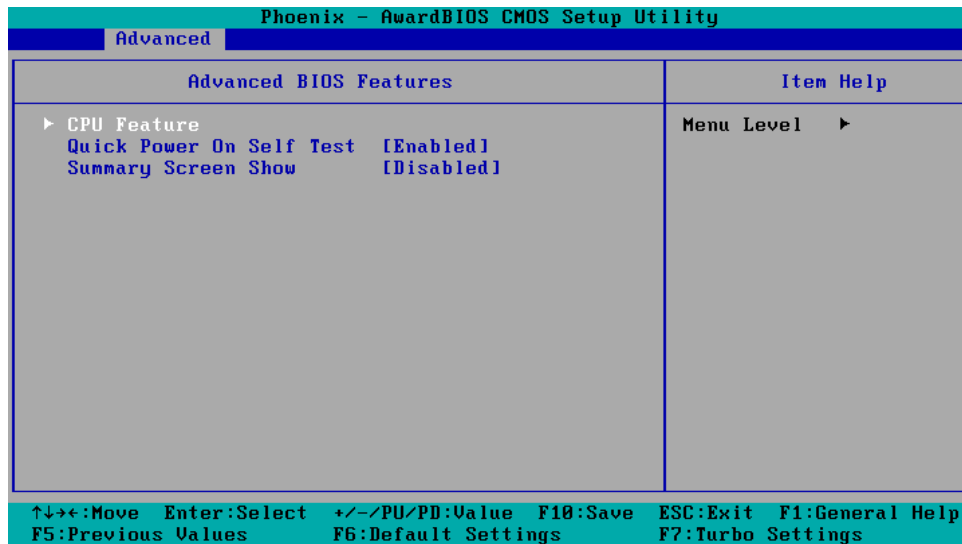 Phoenix - AwardBIOS CMOS Setup Utility
Advanced
Advanced BIOS Features
Item Help
► CPU Feature
Quick Power On Self Test [Enabled]
Summary Screen Show [Disabled]
Menu Level ►
↑↓→←:Move Enter:Select +/-/PU/PD:Value F10:Save ESC:Exit F1:General Help
F5:Previous Values F6:Default Settings F7:Turbo Settings